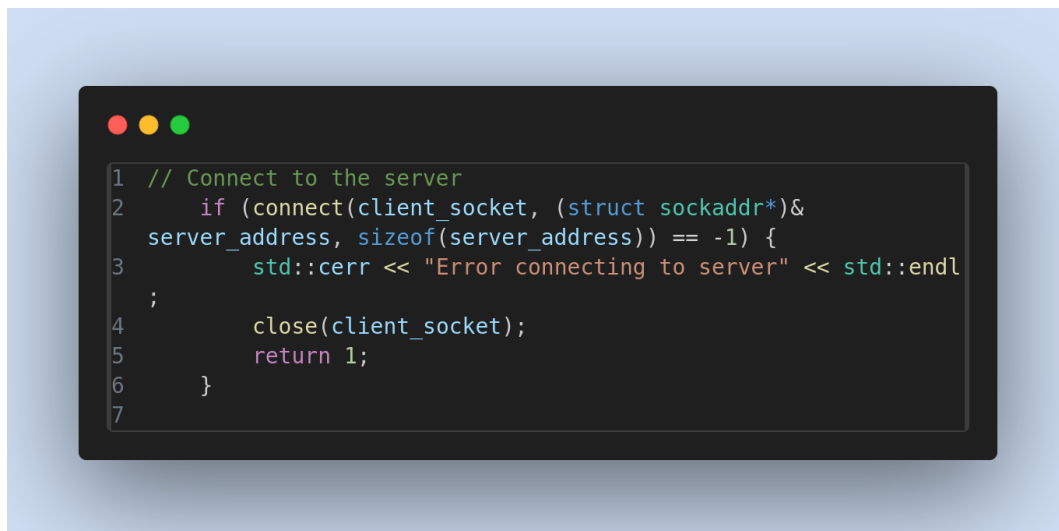 1 // Connect to the server
2     if (connect(client_socket, (struct sockaddr*)&
server_address, sizeof(server_address)) == -1) {
3         std::cerr << "Error connecting to server" << std::endl
;
4         close(client_socket);
5         return 1;
6     }
7